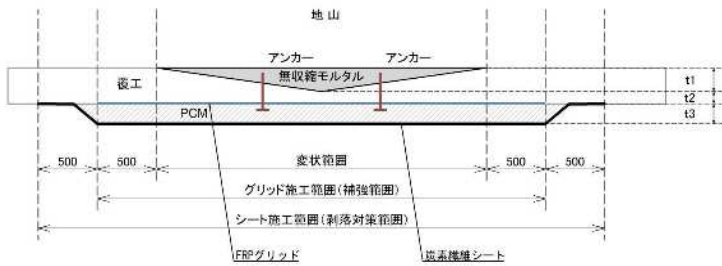 地山
アンカー
アンカー
無収縮モルタル
覆工
t1
t2
PCM
t3
500
500
変状範囲
500
500
グリッド施工範囲(補強範囲)
シート施工範囲(剥落対策範囲)
FRPグリッド
炭素繊維シート